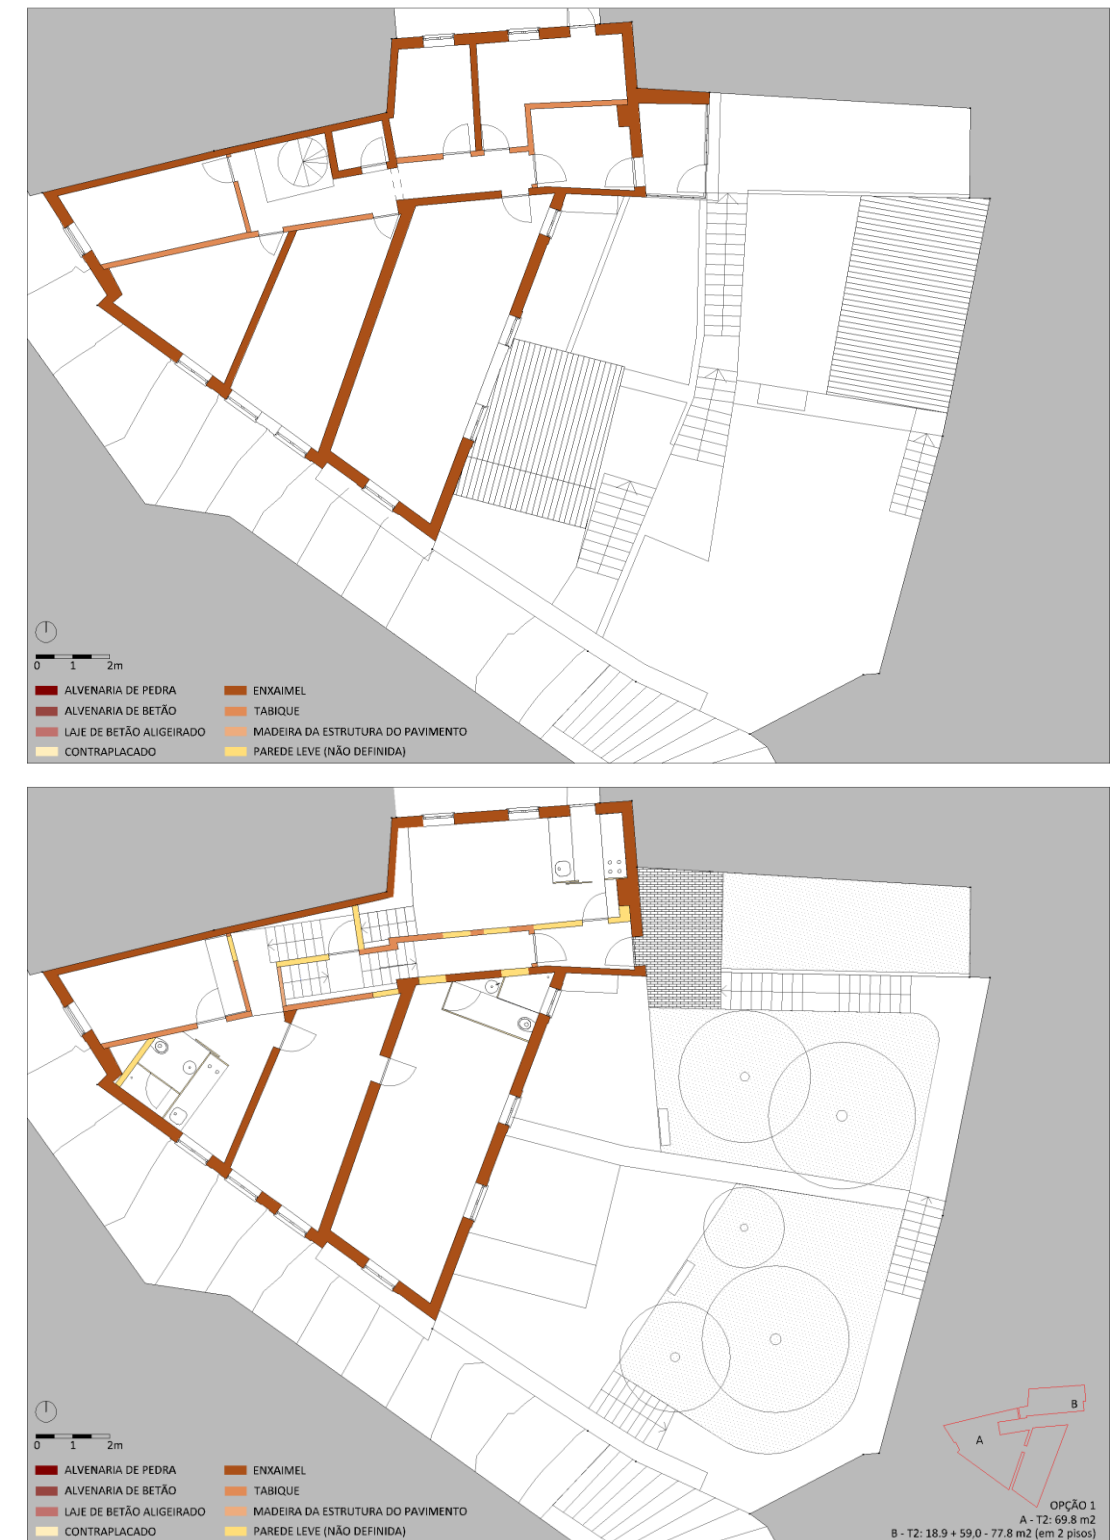 0 1 2m
ALVENARIA DE PEDRA ENXAIMEL
ALVENARIA DE BETÃO TABIQUE
LAJE DE BETÃO ALIGEIRADO MADEIRA DA ESTRUTURA DO PAVIMENTO
CONTRAPLACADO PAREDE LEVE (NÃO DEFINIDA)
B
A
0 1 2m
ALVENARIA DE PEDRA ENXAIMEL
ALVENARIA DE BETÃO TABIQUE
LAJE DE BETÃO ALIGEIRADO MADEIRA DA ESTRUTURA DO PAVIMENTO
CONTRAPLACADO PAREDE LEVE (NÃO DEFINIDA)
OPÇÃO 1
A - T2: 69.8 m2
B - T2: 18.9 + 59,0 - 77.8 m2 (em 2 pisos)